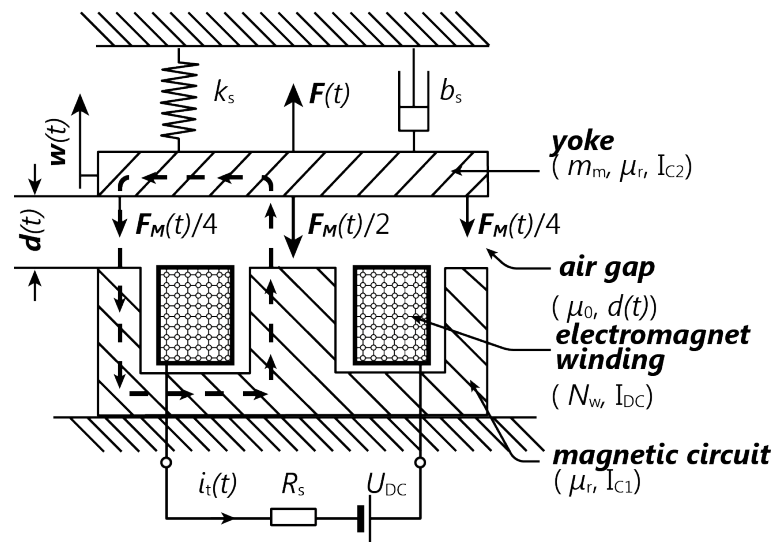 kₛ
F(t)
bₛ
w(t)
yoke
( mₘ, μᵣ, I_C2)
d(t)
F_M(t)/4
F_M(t)/2
F_M(t)/4
air gap
( μ₀, d(t))
electromagnet
winding
( N_w, I_DC)
magnetic circuit
( μᵣ, I_C1)
iₜ(t)
Rₛ
U_DC